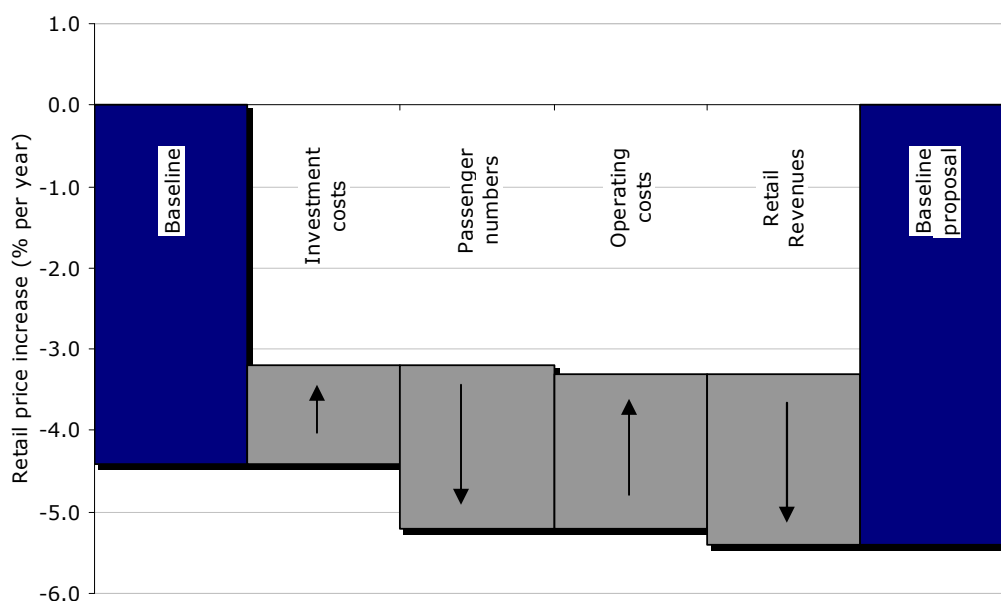 1.0
0.0
-1.0
-2.0
-3.0
-4.0
-5.0
-6.0
Retail price increase (% per year)
Baseline
Investment
costs
Passenger
numbers
Operating
costs
Retail
Revenues
Baseline
proposal